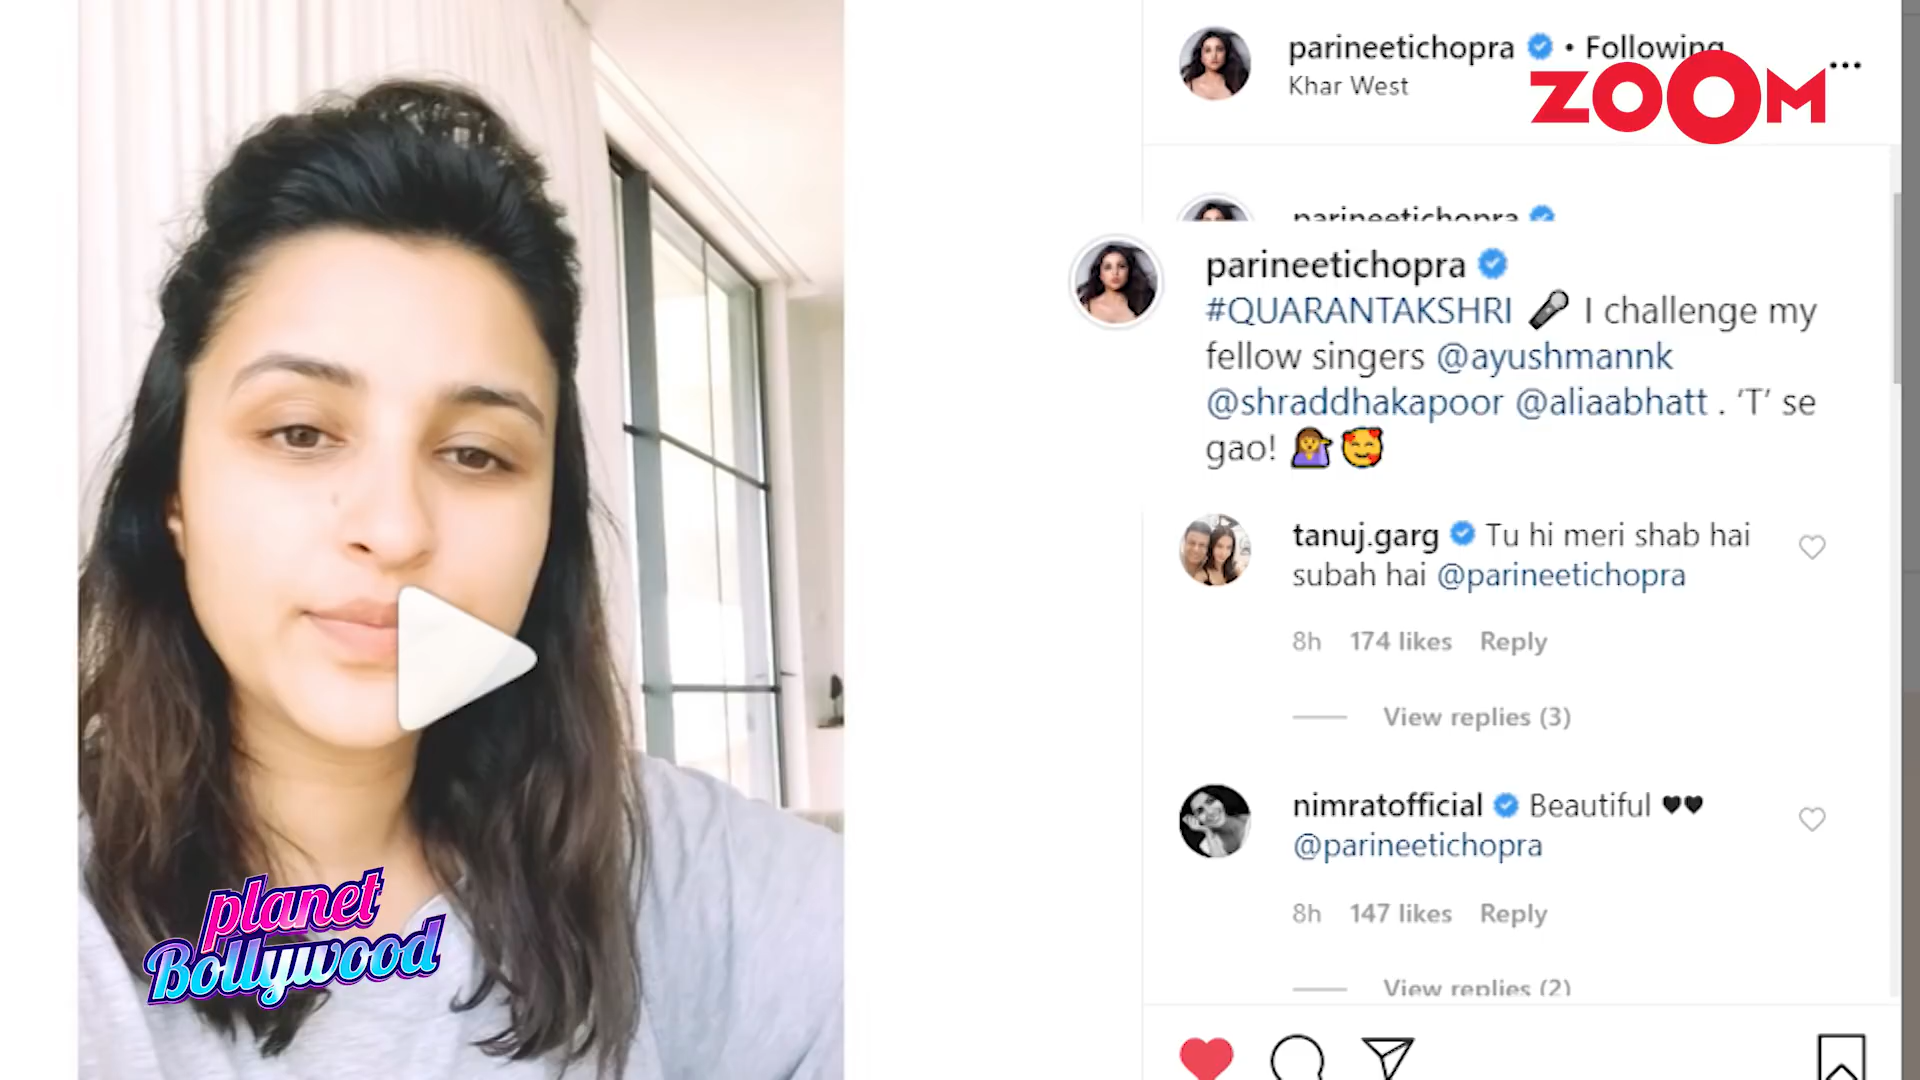 parineetichopra • Following
Khar West
ZOOM
parineetichopra
parineetichopra
#QUARANTAKSHRI 🎤 I challenge my
fellow singers @ayushmannk
@shraddhakapoor @aliaabhatt . ‘T’ se
gao! 💁‍♀️ 🥰
tanuj.garg Tu hi meri shab hai
subah hai @parineetichopra
8h 174 likes Reply
View replies (3)
nimratofficial Beautiful ♥♥
@parineetichopra
8h 147 likes Reply
View replies (2)
planet
Bollywood